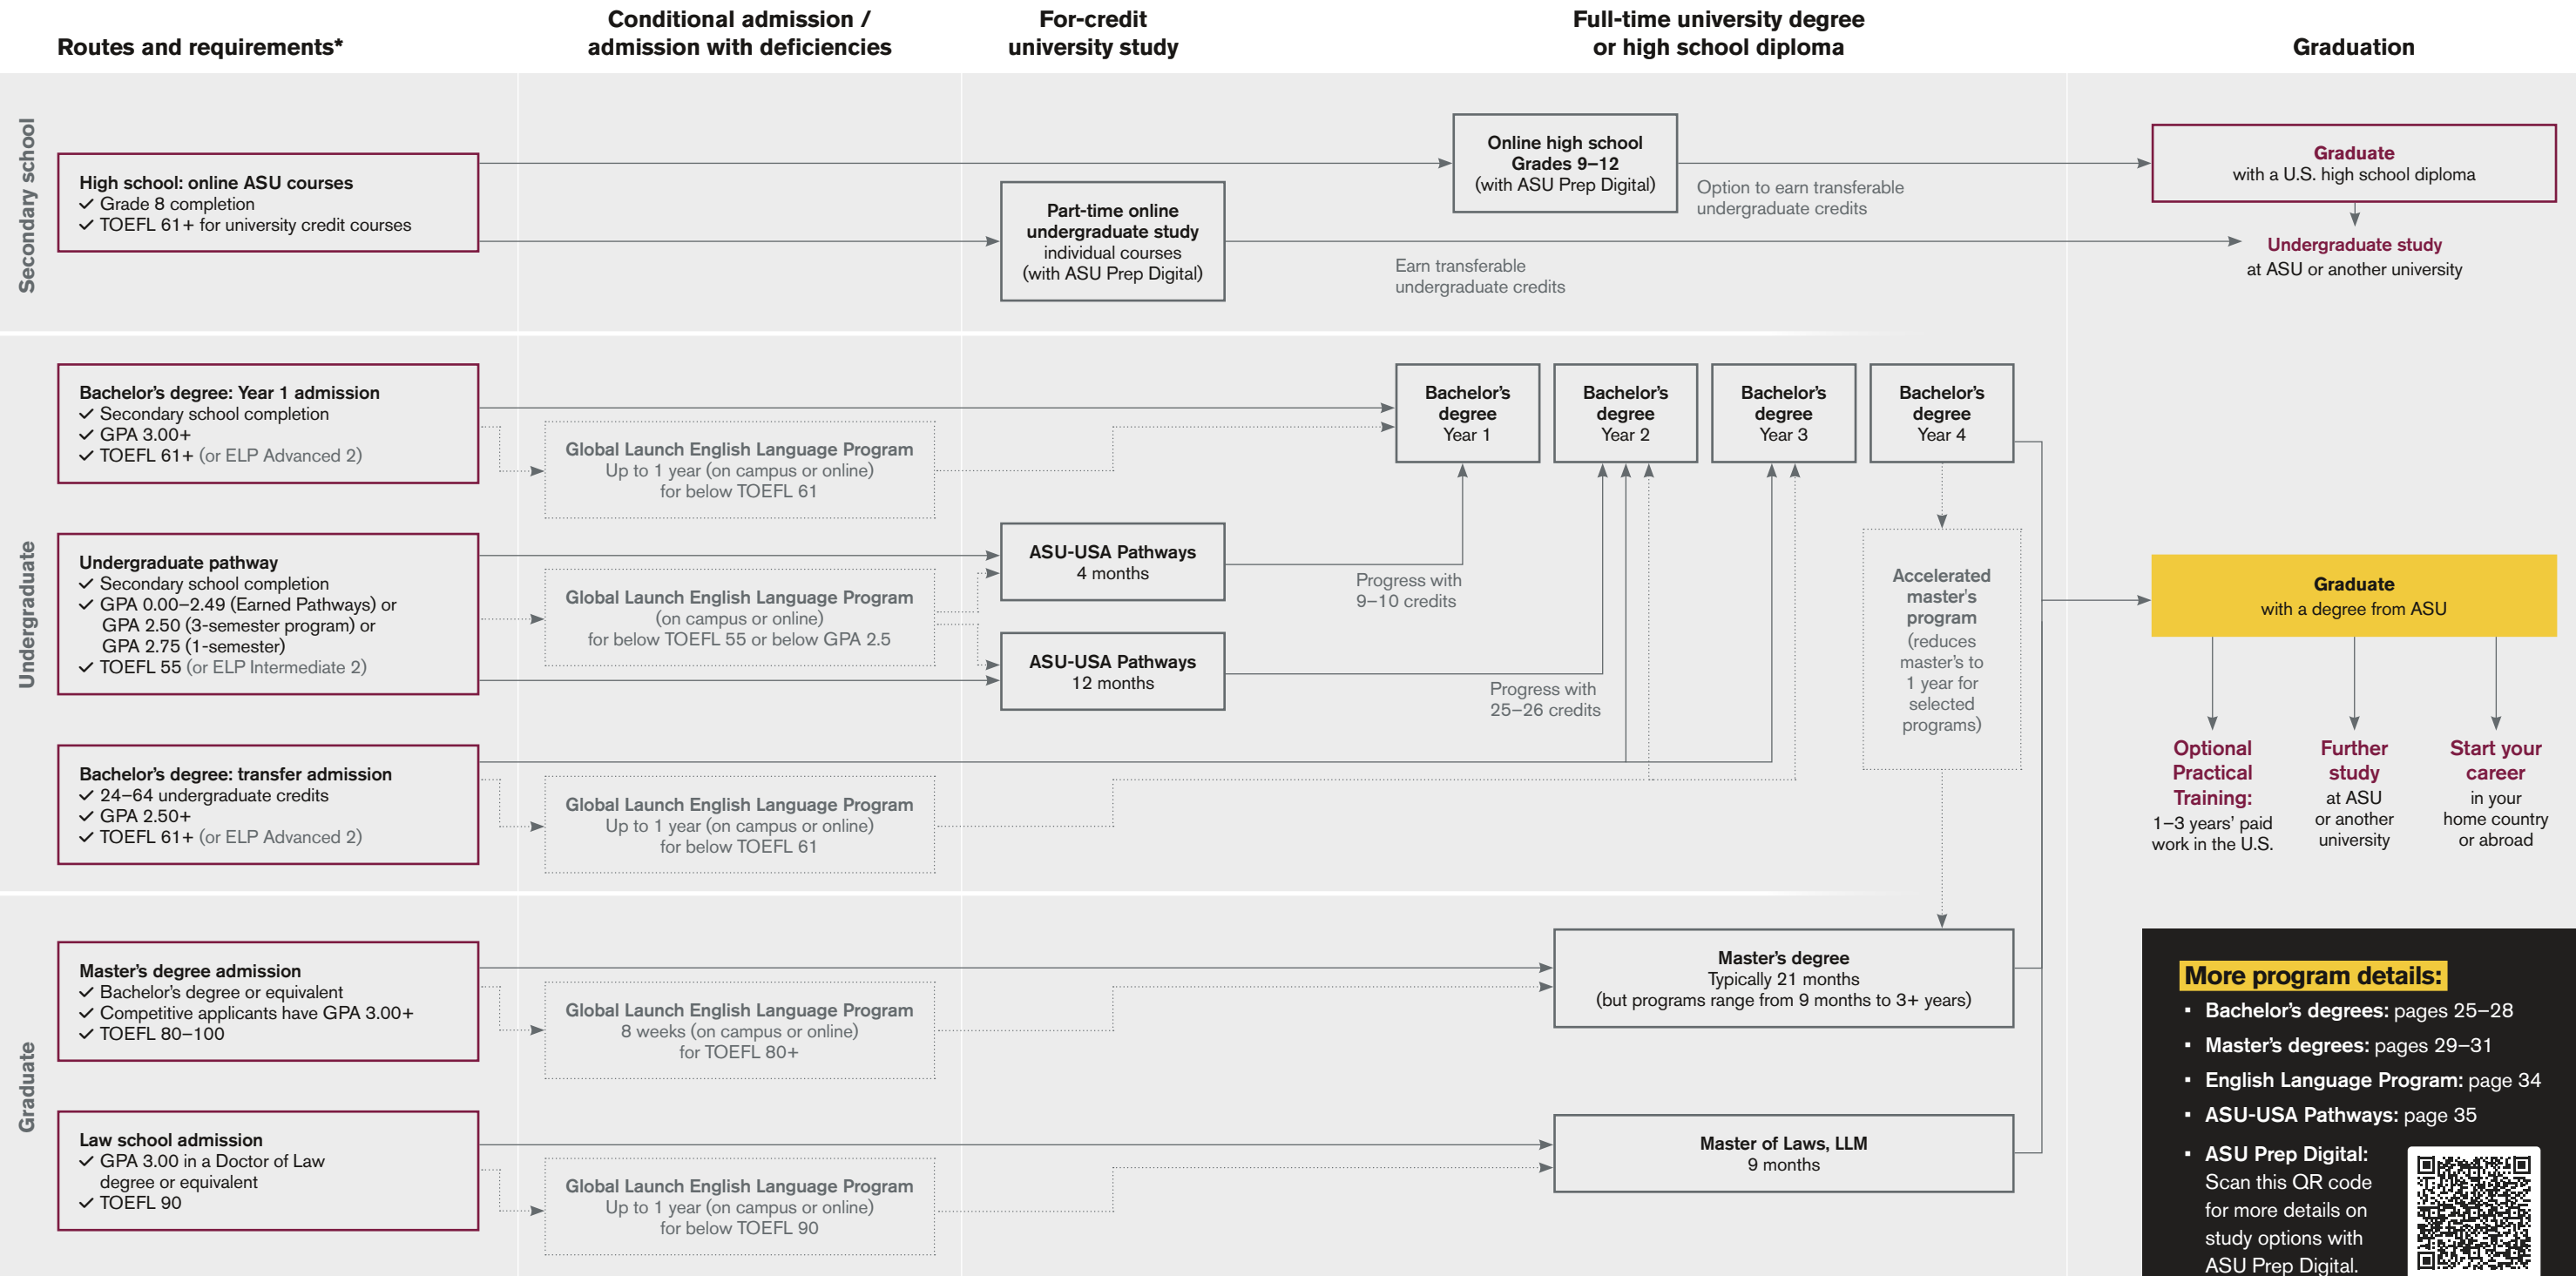 Routes and requirements*
Conditional admission /
admission with deficiencies
For-credit
university study
Full-time university degree
or high school diploma
Graduation
Secondary school
High school: online ASU courses
✓ Grade 8 completion
✓ TOEFL 61+ for university credit courses
Part-time online
undergraduate study
individual courses
(with ASU Prep Digital)
Online high school
Grades 9–12
(with ASU Prep Digital)
Option to earn transferable
undergraduate credits
Earn transferable
undergraduate credits
Graduate
with a U.S. high school diploma
Undergraduate study
at ASU or another university
Undergraduate
Bachelor's degree: Year 1 admission
✓ Secondary school completion
✓ GPA 3.00+
✓ TOEFL 61+ (or ELP Advanced 2)
Global Launch English Language Program
Up to 1 year (on campus or online)
for below TOEFL 61
Bachelor's
degree
Year 1
Bachelor's
degree
Year 2
Bachelor's
degree
Year 3
Bachelor's
degree
Year 4
Undergraduate pathway
✓ Secondary school completion
✓ GPA 0.00–2.49 (Earned Pathways) or
GPA 2.50 (3-semester program) or
GPA 2.75 (1-semester)
✓ TOEFL 55 (or ELP Intermediate 2)
Global Launch English Language Program
(on campus or online)
for below TOEFL 55 or below GPA 2.5
ASU-USA Pathways
4 months
ASU-USA Pathways
12 months
Progress with
9–10 credits
Progress with
25–26 credits
Accelerated
master's
program
(reduces
master's to
1 year for
selected
programs)
Graduate
with a degree from ASU
Optional
Practical
Training:
1–3 years' paid
work in the U.S.
Further
study
at ASU
or another
university
Start your
career
in your
home country
or abroad
Bachelor's degree: transfer admission
✓ 24–64 undergraduate credits
✓ GPA 2.50+
✓ TOEFL 61+ (or ELP Advanced 2)
Global Launch English Language Program
Up to 1 year (on campus or online)
for below TOEFL 61
Graduate
Master's degree admission
✓ Bachelor's degree or equivalent
✓ Competitive applicants have GPA 3.00+
✓ TOEFL 80–100
Global Launch English Language Program
8 weeks (on campus or online)
for TOEFL 80+
Master's degree
Typically 21 months
(but programs range from 9 months to 3+ years)
Law school admission
✓ GPA 3.00 in a Doctor of Law
degree or equivalent
✓ TOEFL 90
Global Launch English Language Program
Up to 1 year (on campus or online)
for below TOEFL 90
Master of Laws, LLM
9 months
More program details:
▪ Bachelor's degrees: pages 25–28
▪ Master's degrees: pages 29–31
▪ English Language Program: page 34
▪ ASU-USA Pathways: page 35
▪ ASU Prep Digital:
Scan this QR code
for more details on
study options with
ASU Prep Digital.